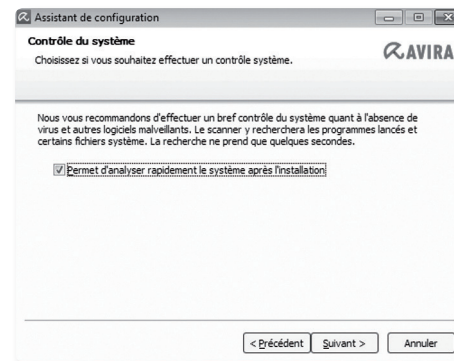 Assistant de configuration
Contrôle du système
Choisissez si vous souhaitez effectuer un contrôle système.
AVIRA
Nous vous recommandons d'effectuer un bref contrôle du système quant à l'absence de
virus et autres logiciels malveillants. Le scanner y recherchera les programmes lancés et
certains fichiers système. La recherche ne prend que quelques secondes.
Permet d'analyser rapidement le système après l'installation
< Précédent
Suivant >
Annuler